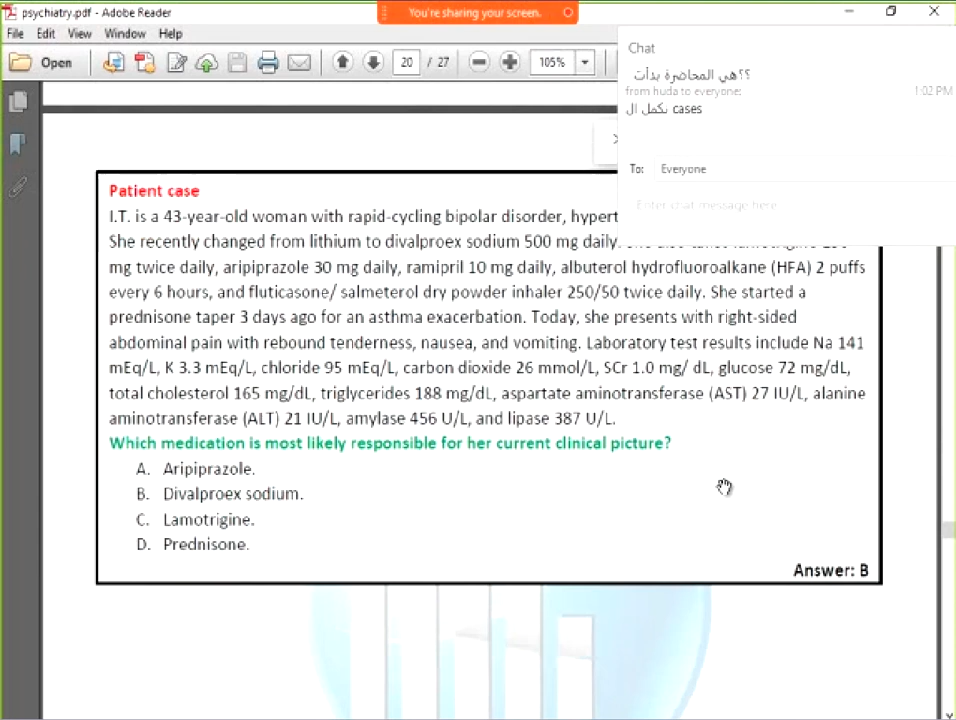 psychiatry.pdf - Adobe Reader
You're sharing your screen.
File Edit View Window Help
Open
20 / 27
105%
Chat
هي المحاضرة بدأت؟؟
from huda to everyone:
1:02 PM
نكمل ال cases
To: Everyone
Enter chat message here
Patient case
I.T. is a 43-year-old woman with rapid-cycling bipolar disorder, hypert
She recently changed from lithium to divalproex sodium 500 mg daily.
mg twice daily, aripiprazole 30 mg daily, ramipril 10 mg daily, albuterol hydrofluoroalkane (HFA) 2 puffs
every 6 hours, and fluticasone/ salmeterol dry powder inhaler 250/50 twice daily. She started a
prednisone taper 3 days ago for an asthma exacerbation. Today, she presents with right-sided
abdominal pain with rebound tenderness, nausea, and vomiting. Laboratory test results include Na 141
mEq/L, K 3.3 mEq/L, chloride 95 mEq/L, carbon dioxide 26 mmol/L, SCr 1.0 mg/ dL, glucose 72 mg/dL,
total cholesterol 165 mg/dL, triglycerides 188 mg/dL, aspartate aminotransferase (AST) 27 IU/L, alanine
aminotransferase (ALT) 21 IU/L, amylase 456 U/L, and lipase 387 U/L.
Which medication is most likely responsible for her current clinical picture?
A. Aripiprazole.
B. Divalproex sodium.
C. Lamotrigine.
D. Prednisone.
Answer: B